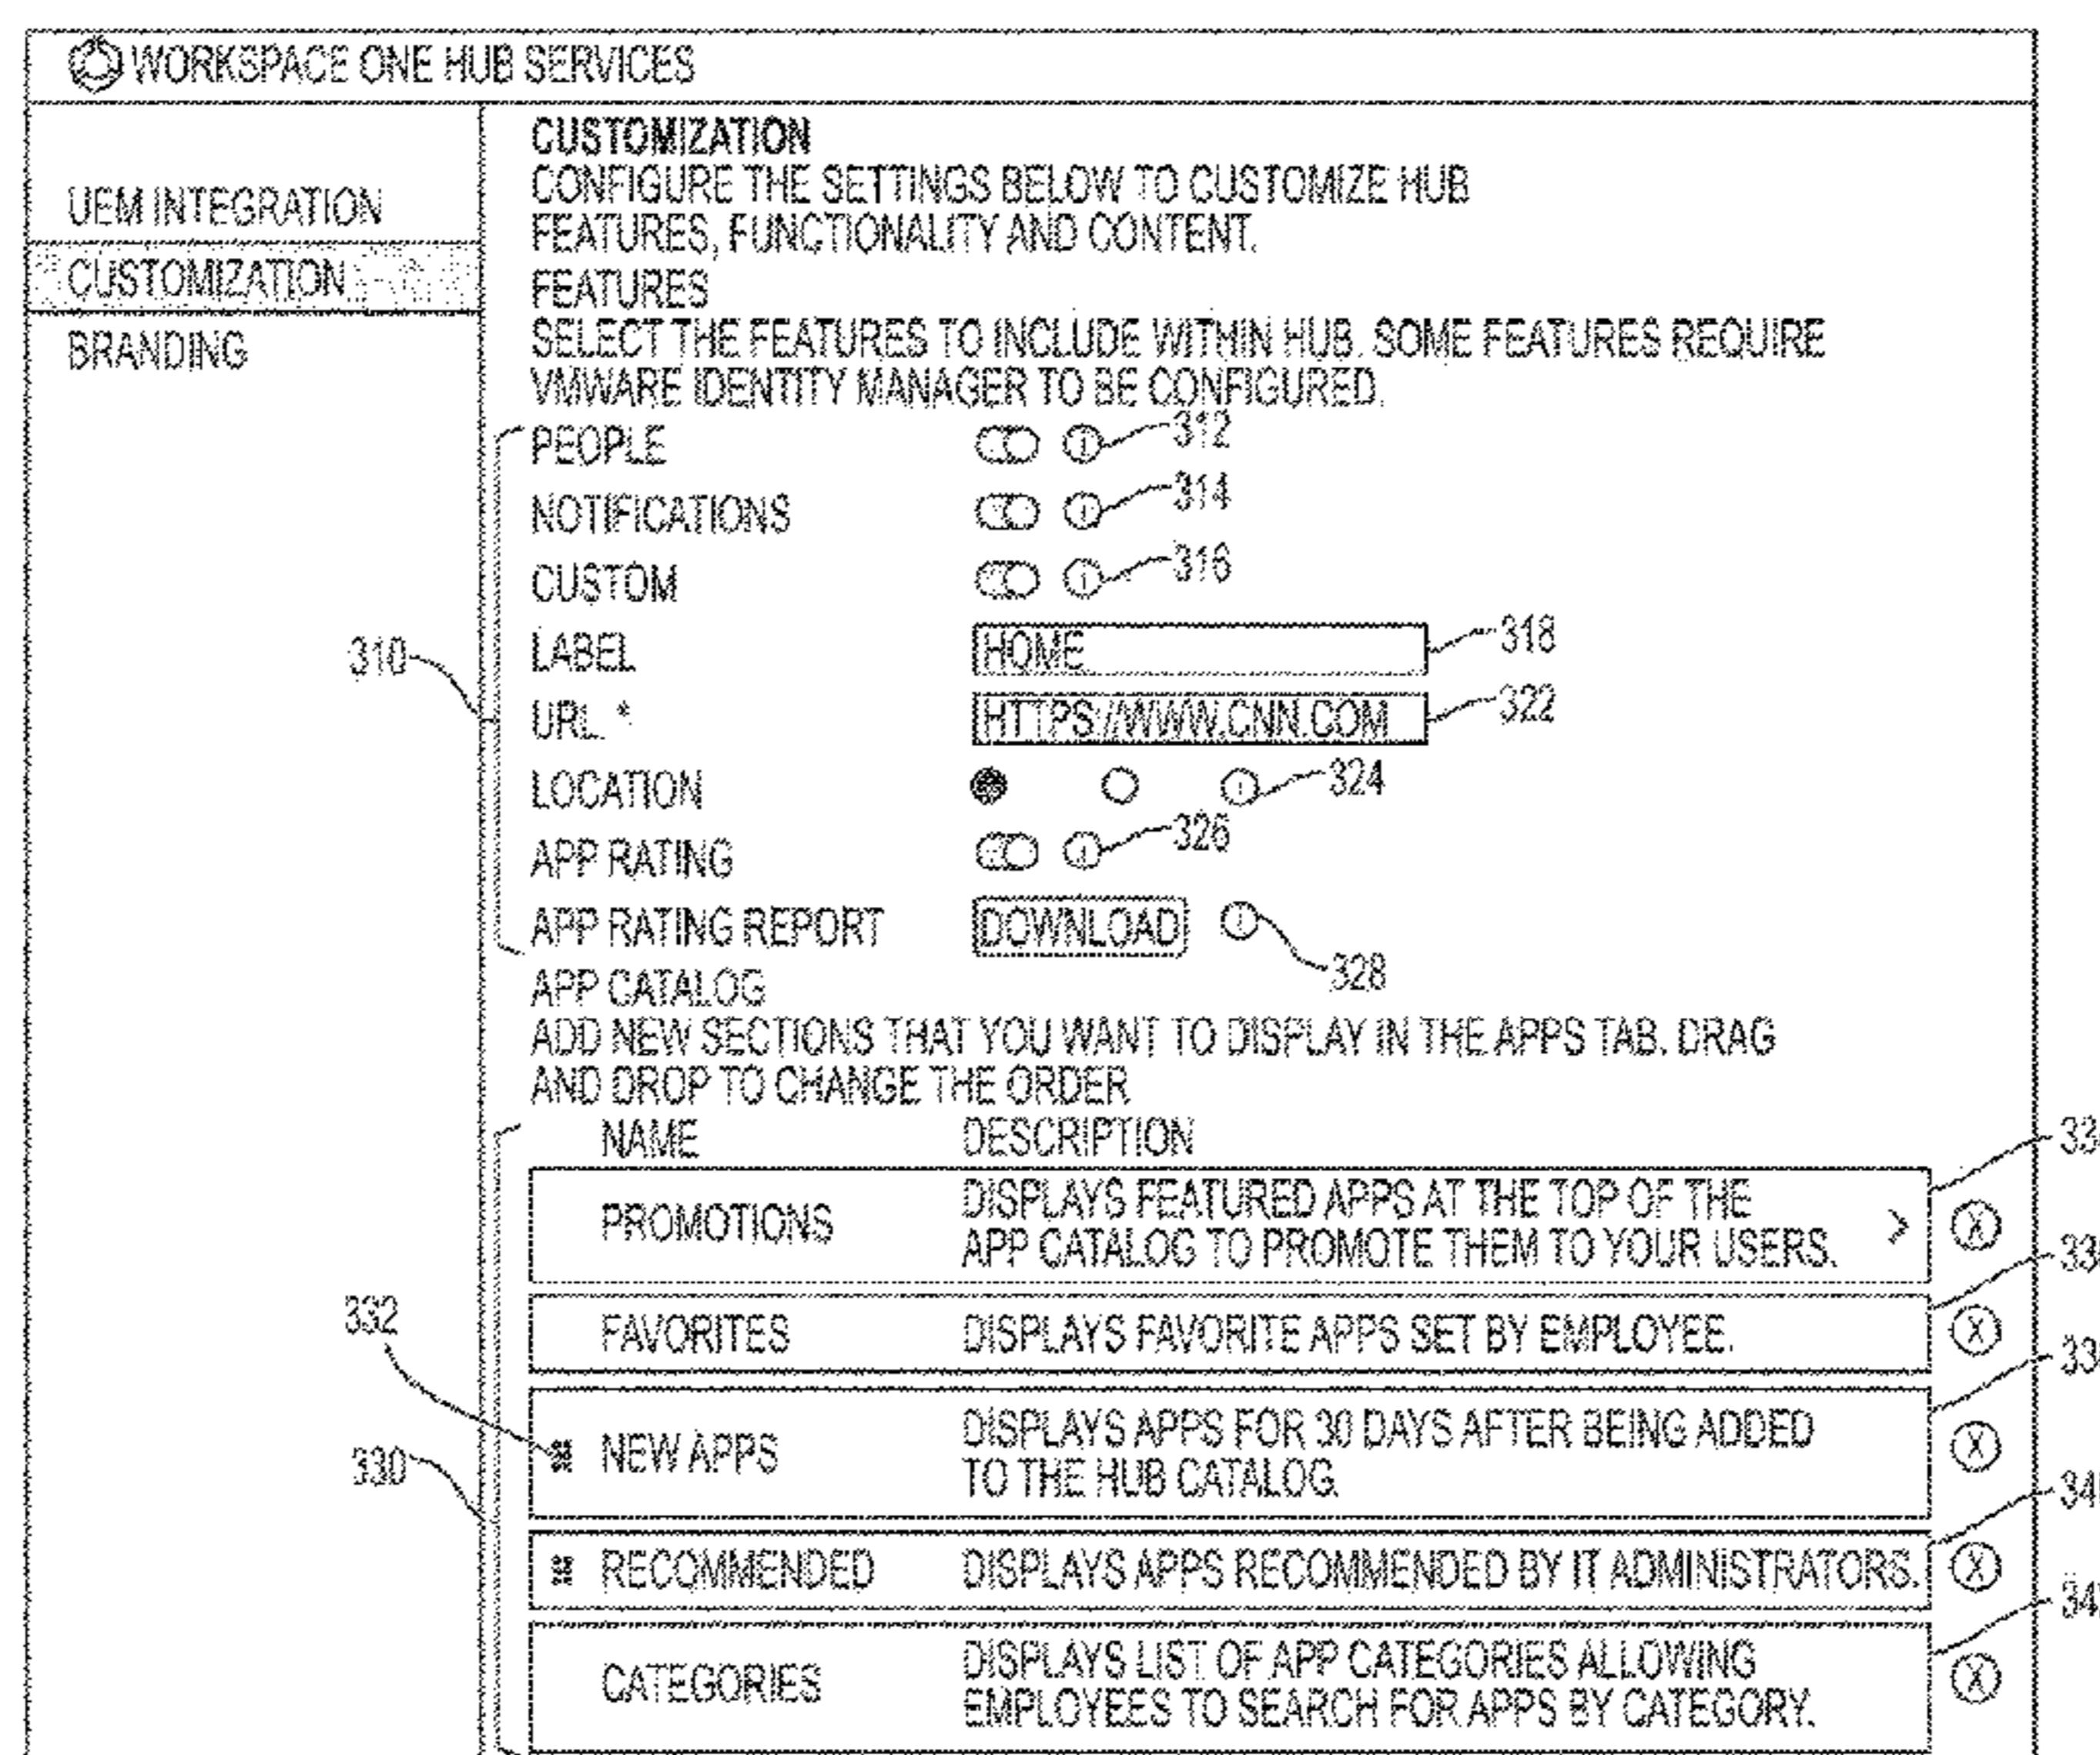 WORKSPACE ONE HUB SERVICES
UEM INTEGRATION
CUSTOMIZATION
BRANDING
CUSTOMIZATION
CONFIGURE THE SETTINGS BELOW TO CUSTOMIZE HUB
FEATURES, FUNCTIONALITY AND CONTENT.
FEATURES
SELECT THE FEATURES TO INCLUDE WITHIN HUB. SOME FEATURES REQUIRE
VMWARE IDENTITY MANAGER TO BE CONFIGURED.
310
PEOPLE 312
NOTIFICATIONS 314
CUSTOM 316
LABEL HOME 318
URL * HTTPS://WWW.CNN.COM 322
LOCATION 324
APP RATING 326
APP RATING REPORT DOWNLOAD 328
APP CATALOG
ADD NEW SECTIONS THAT YOU WANT TO DISPLAY IN THE APPS TAB. DRAG
AND DROP TO CHANGE THE ORDER
330
NAME DESCRIPTION
PROMOTIONS DISPLAYS FEATURED APPS AT THE TOP OF THE
APP CATALOG TO PROMOTE THEM TO YOUR USERS. > X
FAVORITES DISPLAYS FAVORITE APPS SET BY EMPLOYEE. X
332
NEW APPS DISPLAYS APPS FOR 30 DAYS AFTER BEING ADDED
TO THE HUB CATALOG. X
RECOMMENDED DISPLAYS APPS RECOMMENDED BY IT ADMINISTRATORS. X
CATEGORIES DISPLAYS LIST OF APP CATEGORIES ALLOWING
EMPLOYEES TO SEARCH FOR APPS BY CATEGORY. X